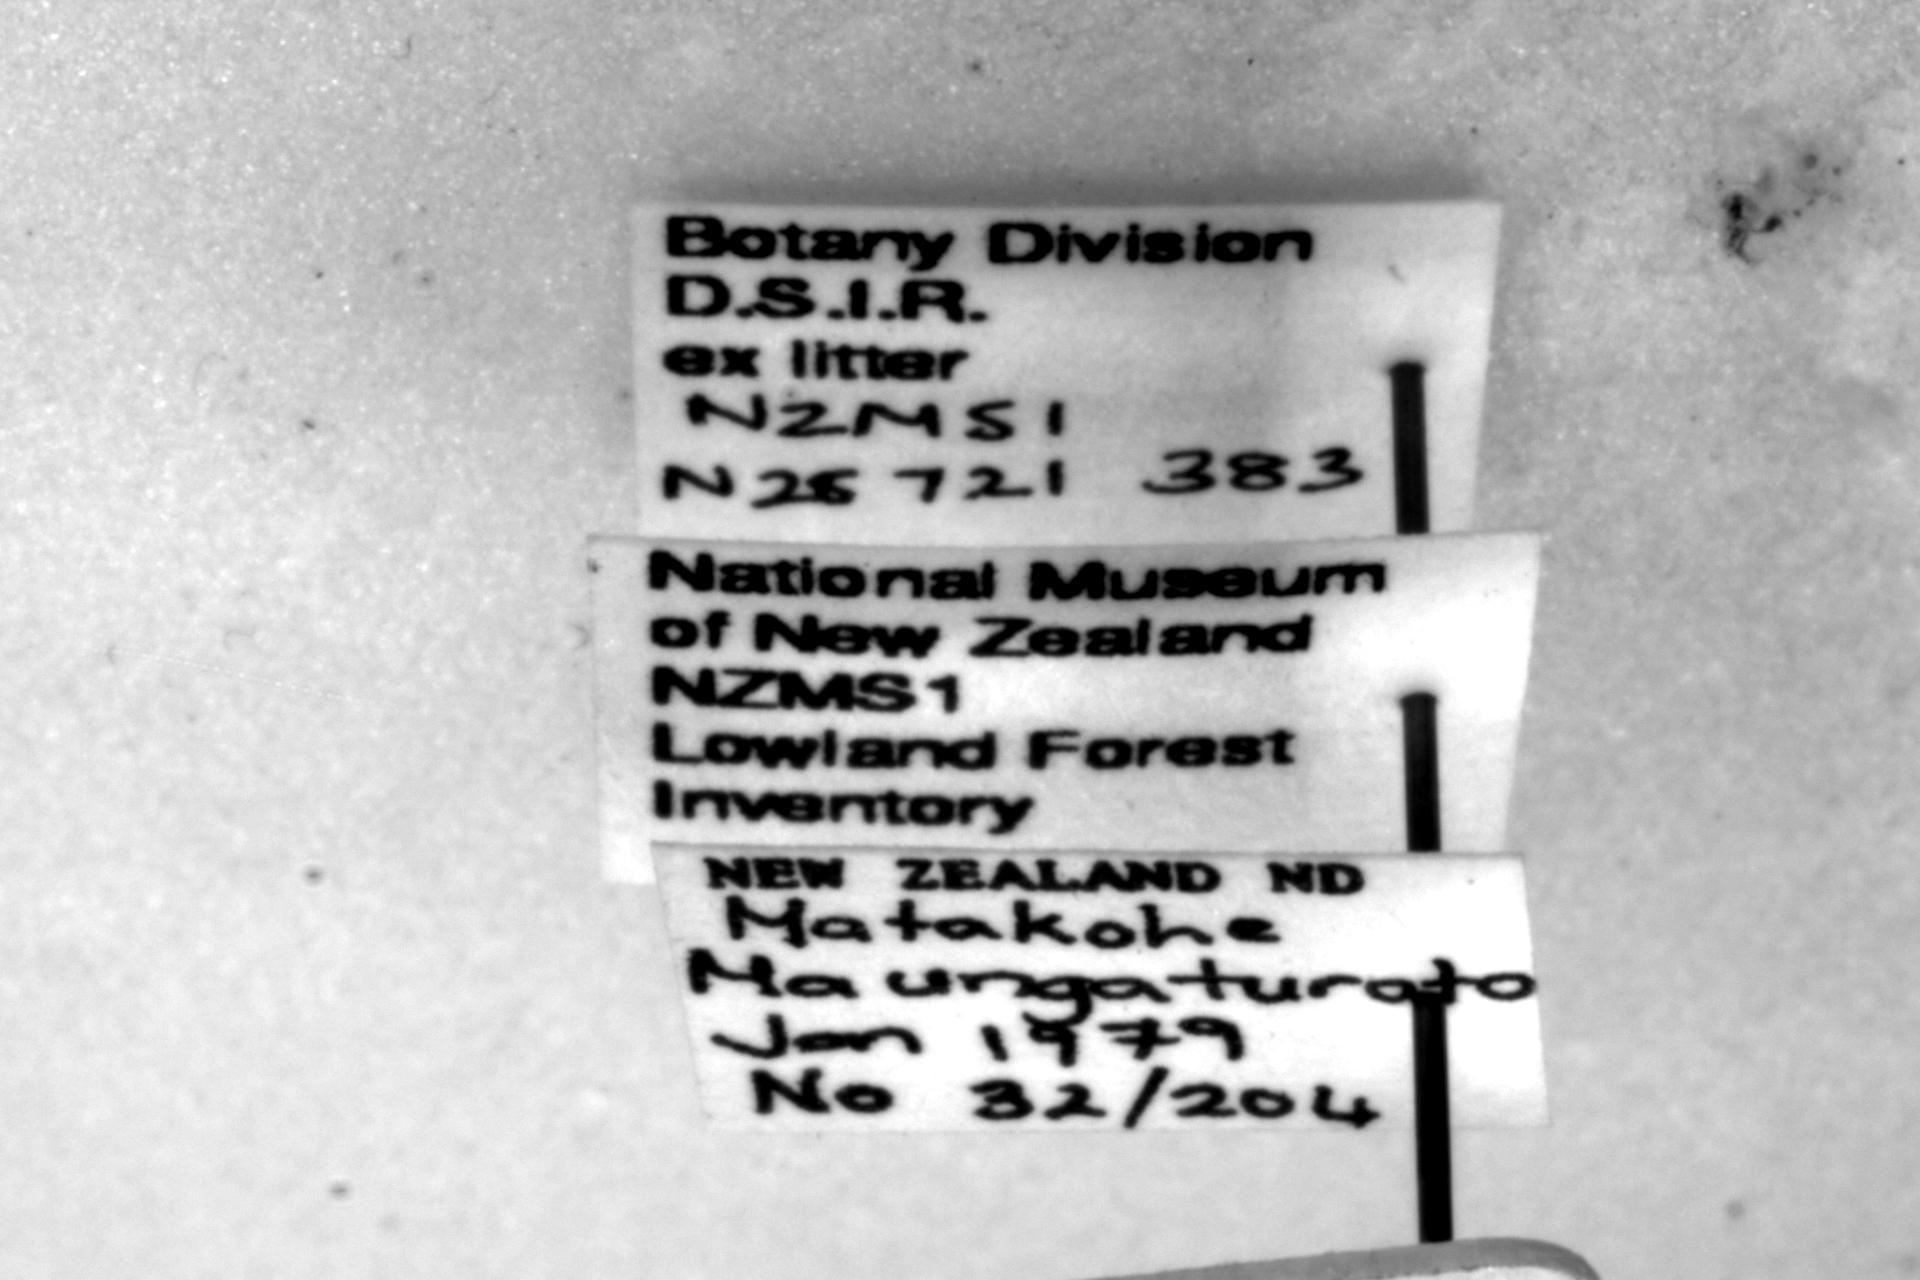 Botany Division
D.S.I.R.
ex litter
NZMS1
N28 721 383
National Museum
of New Zealand
NZMS1
Lowland Forest
Inventory
NEW ZEALAND ND
Matakohe
Maungaturoto
Jan 1979
No 32/204